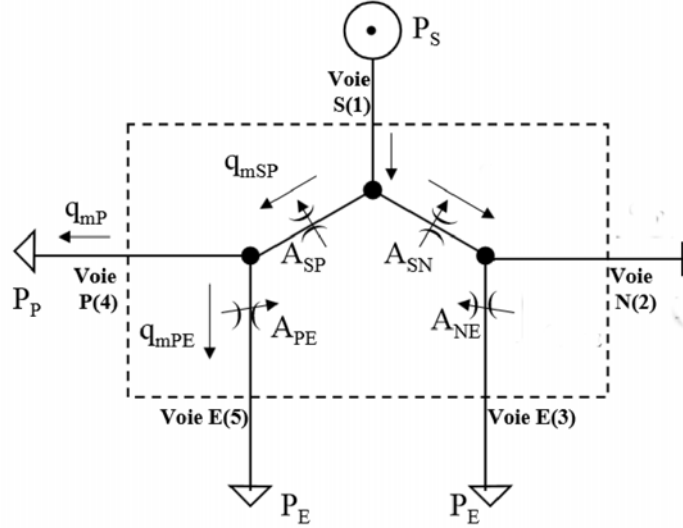 P_S
Voie
S(1)
q_mSP
q_mP
A_SP
A_SN
Voie
P(4)
Voie
N(2)
P_P
q_mPE
A_PE
A_NE
Voie E(5)
Voie E(3)
P_E
P_E